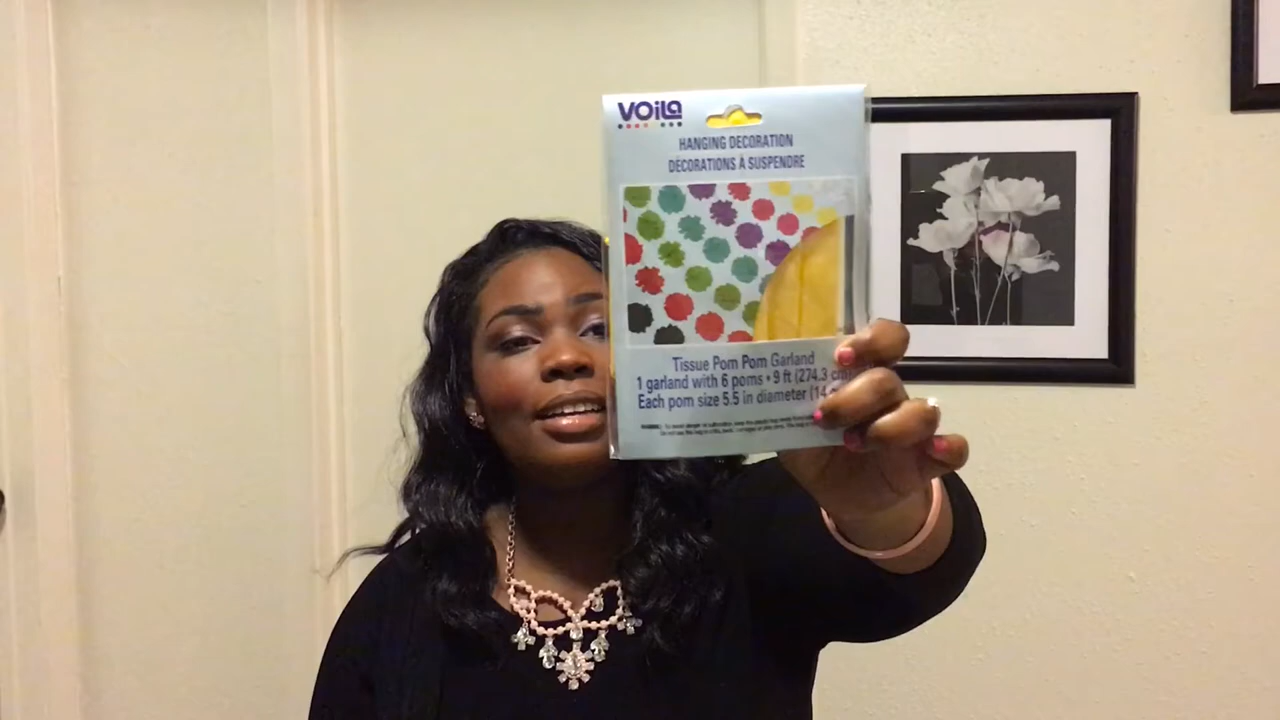 VOila
HANGING DECORATION
DÉCORATIONS À SUSPENDRE
Tissue Pom Pom Garland
1 garland with 6 poms • 9 ft (274.3 cm
Each pom size 5.5 in diameter (14